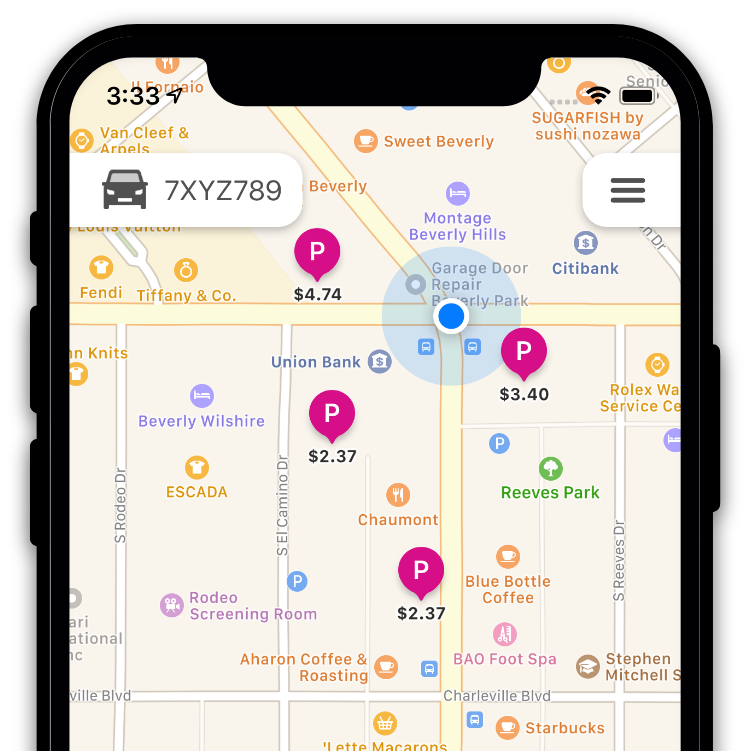 Il Fornaio
3:33
Senio
SUGARFISH by
sushi nozawa
Van Cleef &
Arpels
Sweet Beverly
7XYZ789
Beverly
Montage
Beverly Hills
Louis Vuitton
n Dr
P
$4.74
Citibank
Fendi
Tiffany & Co.
Garage Door
Repair
Beverly Park
nn Knits
Union Bank
P
$3.40
Rolex Wa
Service Ce
Beverly Wilshire
P
$2.37
P
ESCADA
Reeves Park
S Rodeo Dr
S El Camino Dr
Chaumont
S Reeves Dr
P
P
$2.37
Blue Bottle
Coffee
Rodeo
Screening Room
ari
ational
nc
Aharon Coffee &
Roasting
BAO Foot Spa
Stephen
Mitchell S
ville Blvd
Charleville Blvd
Starbucks
'Lette Macarons